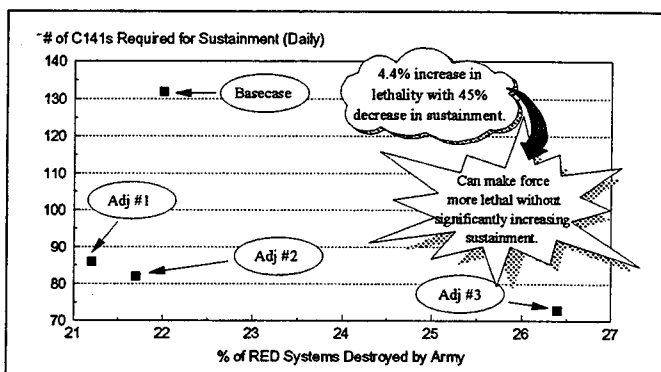 # of C141s Required for Sustainment (Daily)
140
130
120
110
100
90
80
70
21
22
23
24
25
26
27
% of RED Systems Destroyed by Army
Basecase
Adj #1
Adj #2
Adj #3
4.4% increase in
lethality with 45%
decrease in sustainment.
Can make force
more lethal without
significantly increasing
sustainment.